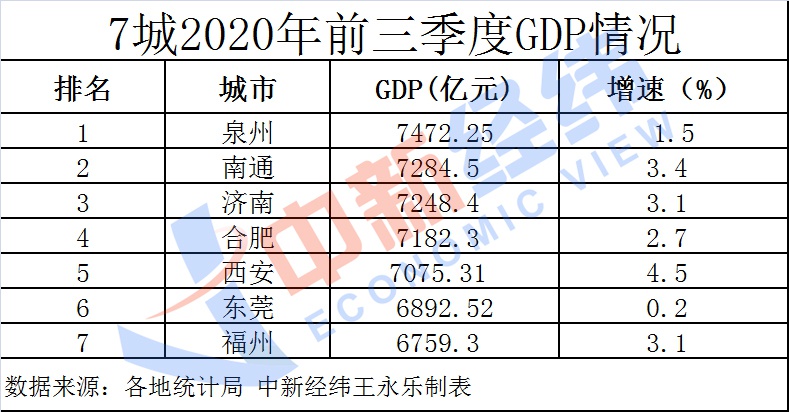 7城2020年前三季度GDP情况
排名 城市 GDP(亿元) 增速（%）
1 泉州 7472.25 1.5
2 南通 7284.5 3.4
3 济南 7248.4 3.1
4 合肥 7182.3 2.7
5 西安 7075.31 4.5
6 东莞 6892.52 0.2
7 福州 6759.3 3.1
数据来源：各地统计局 中新经纬王永乐制表
中新经纬
ECONOMIC VIEW